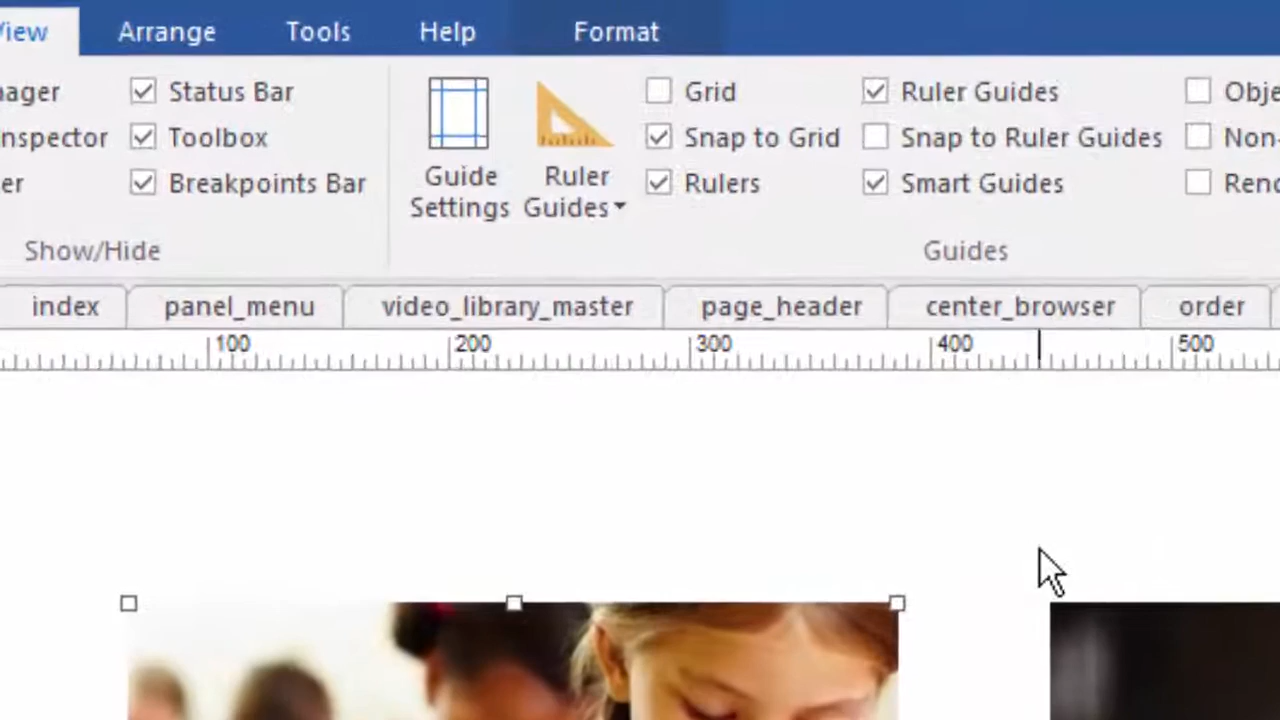 View Arrange Tools Help Format
Status Bar Grid Ruler Guides
Inspector Toolbox Snap to Grid Snap to Ruler Guides
Breakpoints Bar Guide Settings Ruler Guides Rulers Smart Guides
Show/Hide Guides
index panel_menu video_library_master page_header center_browser order
100 200 300 400 500